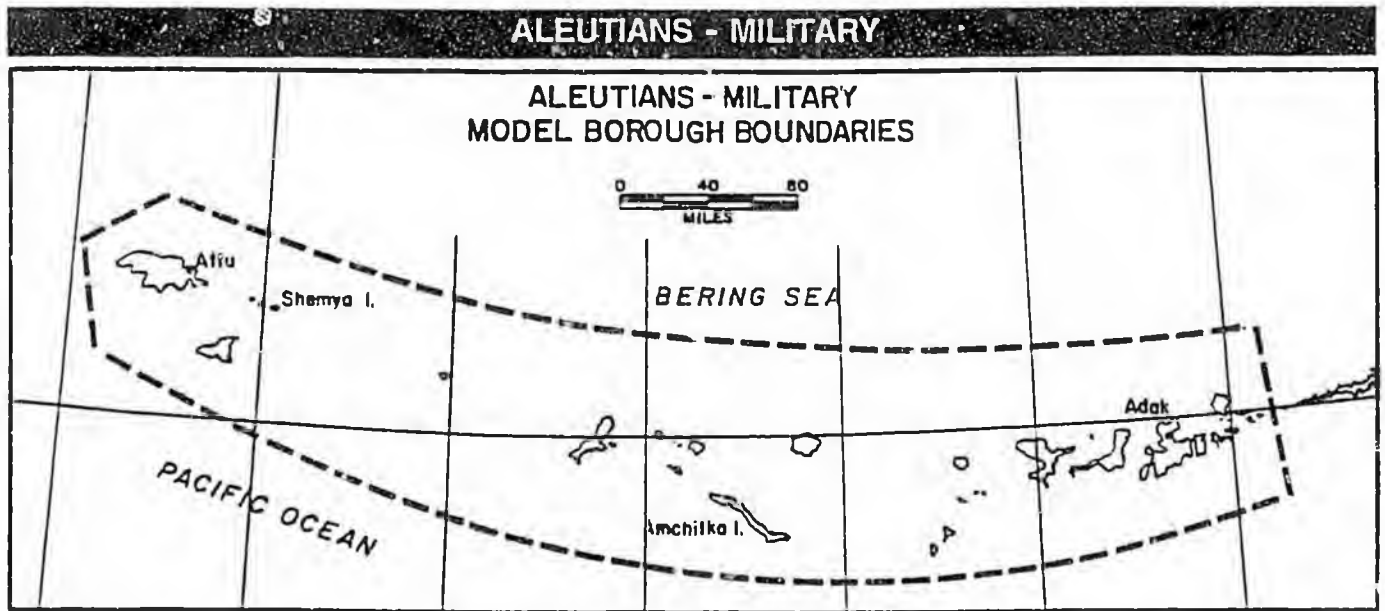 ALEUTIANS - MILITARY
ALEUTIANS - MILITARY
MODEL BOROUGH BOUNDARIES
0 40 80
MILES
Attu
Shemya I.
BERING SEA
Adak
PACIFIC OCEAN
Amchitka I.